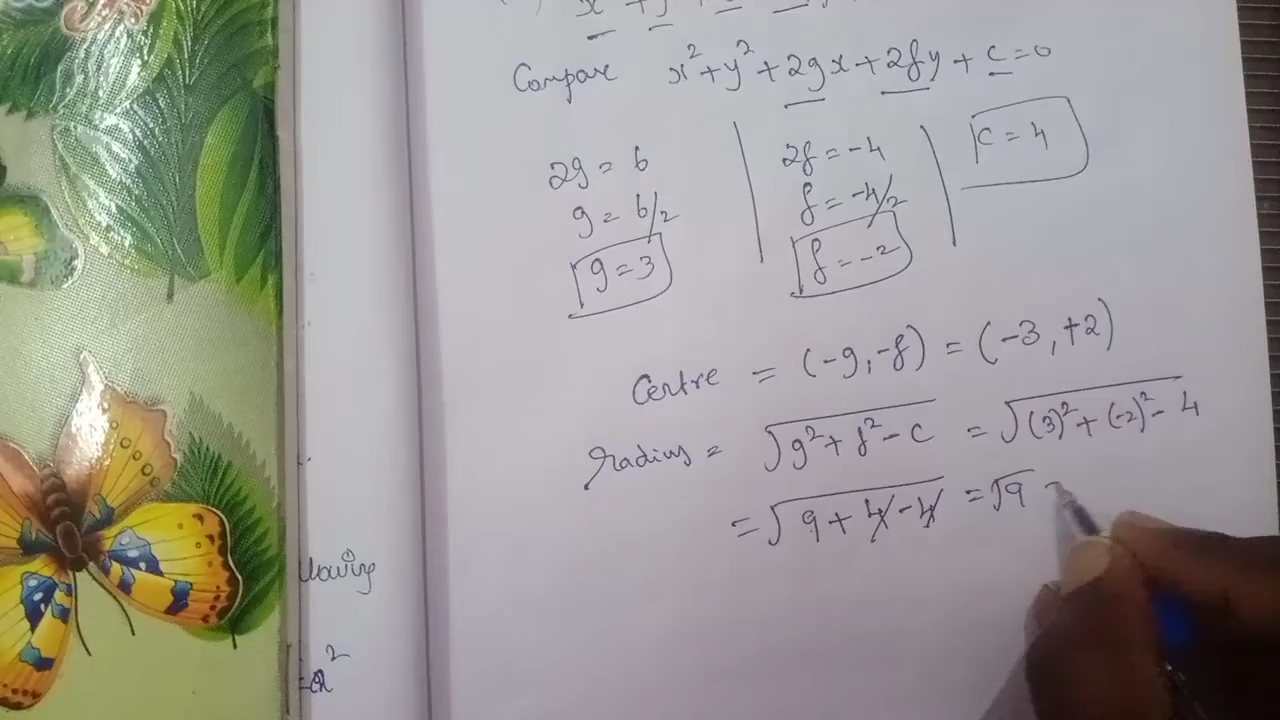 Compare x²+y²+2gx+2fy+c=0
2g=6 | 2f=-4 | c=4
g=6/2 f=-4/2
g=3 f=-2
Centre = (-g,-f) = (-3,+2)
radius = √g²+f²-c = √(3)²+(-2)²-4
=√9+4-4 =√9